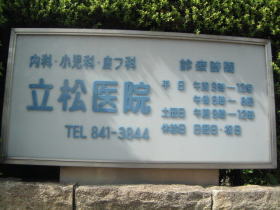 内科・小児科・皮フ科
立松医院
TEL 841-3844
診療時間
平 日 午前9時―12時
午後5時― 8時
土曜日 午前9時―12時
休診日 日曜日・祝日